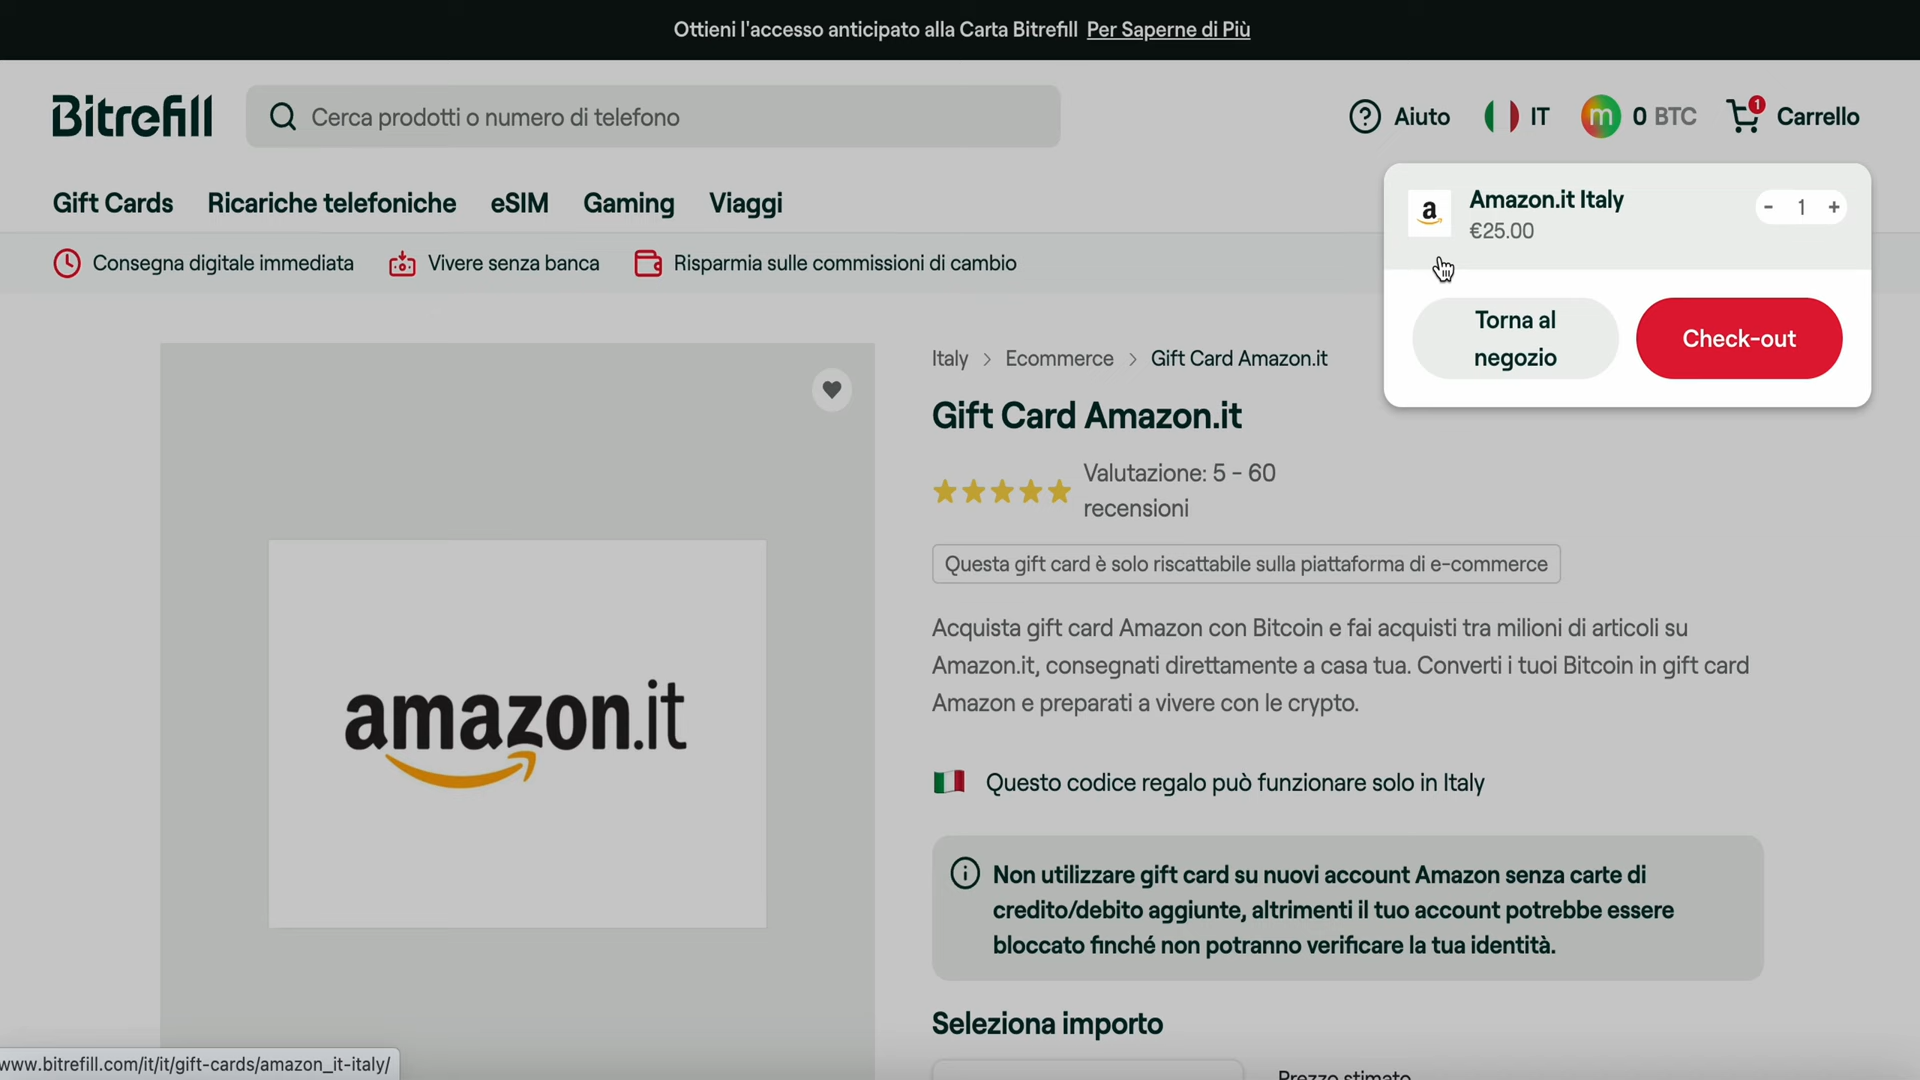 Ottieni l'accesso anticipato alla Carta Bitrefill Per Saperne di Più
Bitrefill
Cerca prodotti o numero di telefono
Aiuto
IT
m
0 BTC
1
Carrello
Gift Cards
Ricariche telefoniche
eSIM
Gaming
Viaggi
a
Amazon.it Italy
€25.00
- 1 +
Consegna digitale immediata
Vivere senza banca
Risparmia sulle commissioni di cambio
Torna al
negozio
Check-out
Italy > Ecommerce > Gift Card Amazon.it
Gift Card Amazon.it
Valutazione: 5 - 60
recensioni
Questa gift card è solo riscattabile sulla piattaforma di e-commerce
Acquista gift card Amazon con Bitcoin e fai acquisti tra milioni di articoli su
Amazon.it, consegnati direttamente a casa tua. Converti i tuoi Bitcoin in gift card
Amazon e preparati a vivere con le crypto.
amazon.it
Questo codice regalo può funzionare solo in Italy
Non utilizzare gift card su nuovi account Amazon senza carte di
credito/debito aggiunte, altrimenti il tuo account potrebbe essere
bloccato finché non potranno verificare la tua identità.
Seleziona importo
Prezzo stimato
www.bitrefill.com/it/it/gift-cards/amazon_it-italy/